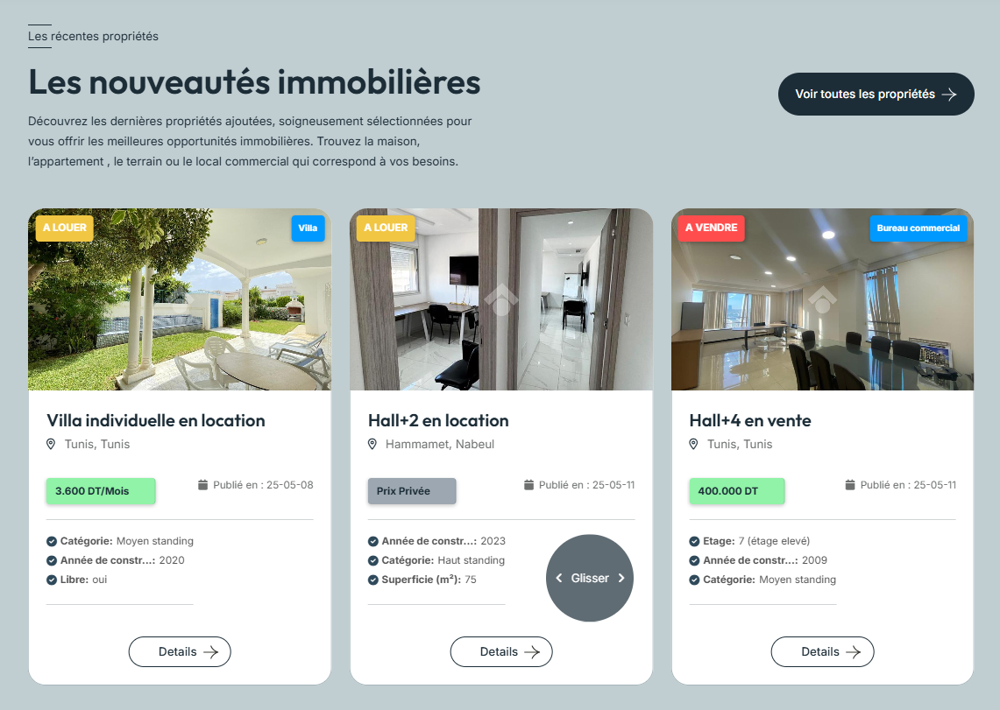 Les récentes propriétés
Les nouveautés immobilières
Voir toutes les propriétés
Découvrez les dernières propriétés ajoutées, soigneusement sélectionnées pour
vous offrir les meilleures opportunités immobilières. Trouvez la maison,
l'appartement , le terrain ou le local commercial qui correspond à vos besoins.
A LOUER
Villa
Villa individuelle en location
Tunis, Tunis
3.600 DT/Mois
Publié en : 25-05-08
Catégorie: Moyen standing
Année de constr...: 2020
Libre: oui
Details
A LOUER
Hall+2 en location
Hammamet, Nabeul
Prix Privée
Publié en : 25-05-11
Année de constr...: 2023
Catégorie: Haut standing
Superficie (m²): 75
Glisser
Details
A VENDRE
Bureau commercial
Hall+4 en vente
Tunis, Tunis
400.000 DT
Publié en : 25-05-11
Etage: 7 (étage elevé)
Année de constr...: 2009
Catégorie: Moyen standing
Details